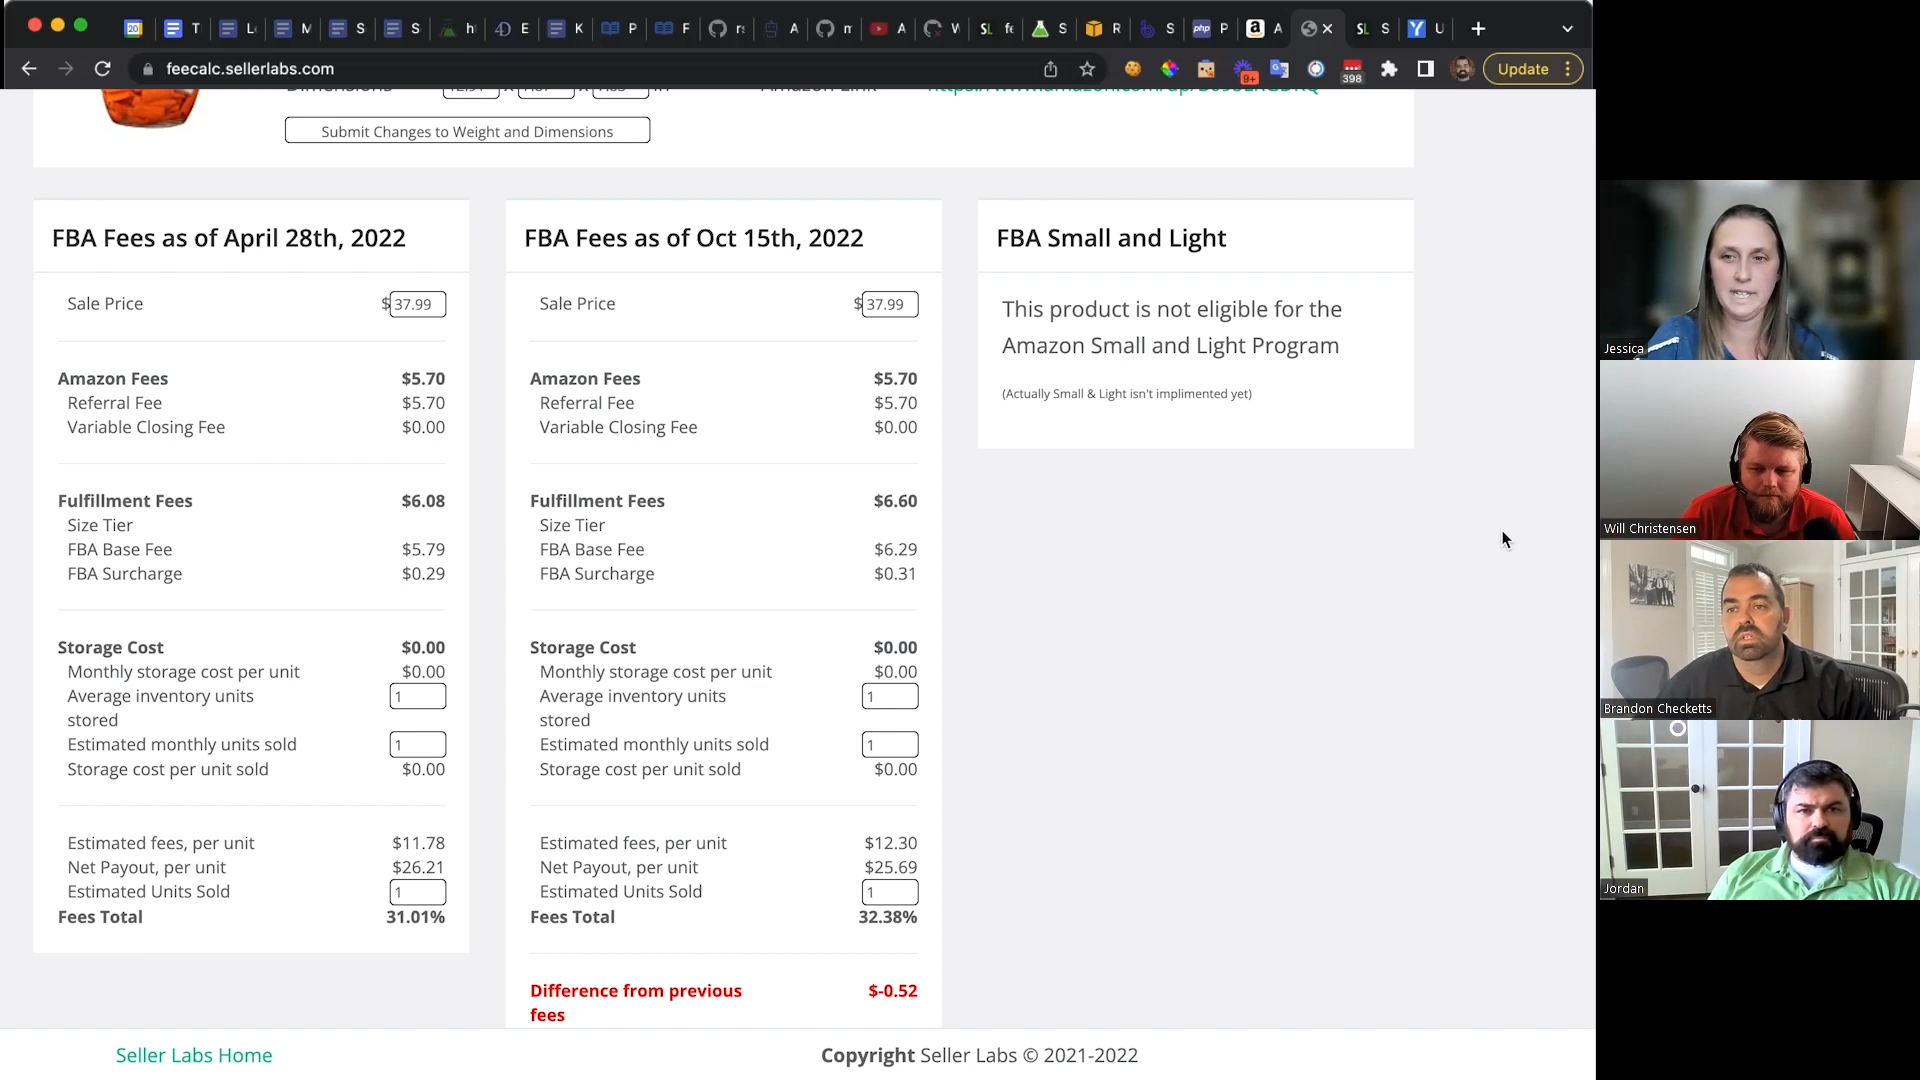 20 T L M S S h E K P F rs A m A W SL fe S R S php P a A SL S U
feecalc.sellerlabs.com
9+ 398 Update
Submit Changes to Weight and Dimensions
FBA Fees as of April 28th, 2022
Sale Price $ 37.99
Amazon Fees $5.70
Referral Fee $5.70
Variable Closing Fee $0.00
Fulfillment Fees $6.08
Size Tier
FBA Base Fee $5.79
FBA Surcharge $0.29
Storage Cost $0.00
Monthly storage cost per unit $0.00
Average inventory units 1
stored
Estimated monthly units sold 1
Storage cost per unit sold $0.00
Estimated fees, per unit $11.78
Net Payout, per unit $26.21
Estimated Units Sold 1
Fees Total 31.01%
FBA Fees as of Oct 15th, 2022
Sale Price $ 37.99
Amazon Fees $5.70
Referral Fee $5.70
Variable Closing Fee $0.00
Fulfillment Fees $6.60
Size Tier
FBA Base Fee $6.29
FBA Surcharge $0.31
Storage Cost $0.00
Monthly storage cost per unit $0.00
Average inventory units 1
stored
Estimated monthly units sold 1
Storage cost per unit sold $0.00
Estimated fees, per unit $12.30
Net Payout, per unit $25.69
Estimated Units Sold 1
Fees Total 32.38%
Difference from previous $-0.52
fees
FBA Small and Light
This product is not eligible for the
Amazon Small and Light Program
(Actually Small & Light isn't implimented yet)
Seller Labs Home
Copyright Seller Labs © 2021-2022
Jessica
Will Christensen
Brandon Checketts
Jordan